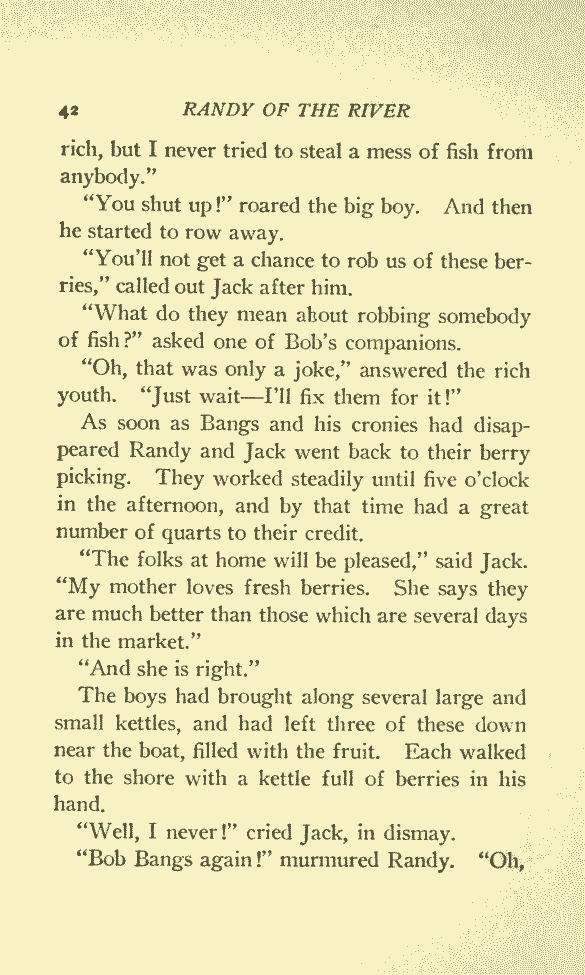 42 RANDY OF THE RIVER
rich, but I never tried to steal a mess of fish from
anybody."
"You shut up!" roared the big boy. And then
he started to row away.
"You'll not get a chance to rob us of these ber-
ries," called out Jack after him.
"What do they mean about robbing somebody
of fish?" asked one of Bob's companions.
"Oh, that was only a joke," answered the rich
youth. "Just wait—I'll fix them for it!"
As soon as Bangs and his cronies had disap-
peared Randy and Jack went back to their berry
picking. They worked steadily until five o'clock
in the afternoon, and by that time had a great
number of quarts to their credit.
"The folks at home will be pleased," said Jack.
"My mother loves fresh berries. She says they
are much better than those which are several days
in the market."
"And she is right."
The boys had brought along several large and
small kettles, and had left three of these down
near the boat, filled with the fruit. Each walked
to the shore with a kettle full of berries in his
hand.
"Well, I never!" cried Jack, in dismay.
"Bob Bangs again!" murmured Randy. "Oh,